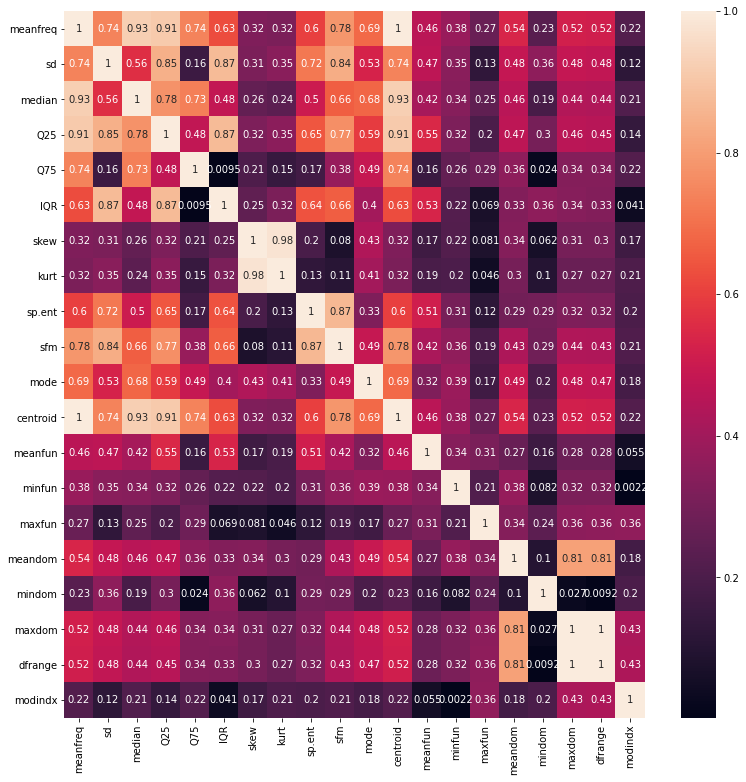 meanfreq 1 0.74 0.93 0.91 0.74 0.63 0.32 0.32 0.6 0.78 0.69 1 0.46 0.38 0.27 0.54 0.23 0.52 0.52 0.22 1.0
sd 0.74 1 0.56 0.85 0.16 0.87 0.31 0.35 0.72 0.84 0.53 0.74 0.47 0.35 0.13 0.48 0.36 0.48 0.48 0.12
median 0.93 0.56 1 0.78 0.73 0.48 0.26 0.24 0.5 0.66 0.68 0.93 0.42 0.34 0.25 0.46 0.19 0.44 0.44 0.21
Q25 0.91 0.85 0.78 1 0.48 0.87 0.32 0.35 0.65 0.77 0.59 0.91 0.55 0.32 0.2 0.47 0.3 0.46 0.45 0.14
0.8
Q75 0.74 0.16 0.73 0.48 1 0.0095 0.21 0.15 0.17 0.38 0.49 0.74 0.16 0.26 0.29 0.36 0.024 0.34 0.34 0.22
IQR 0.63 0.87 0.48 0.87 0.0095 1 0.25 0.32 0.64 0.66 0.4 0.63 0.53 0.22 0.069 0.33 0.36 0.34 0.33 0.041
skew 0.32 0.31 0.26 0.32 0.21 0.25 1 0.98 0.2 0.08 0.43 0.32 0.17 0.22 0.081 0.34 0.062 0.31 0.3 0.17
kurt 0.32 0.35 0.24 0.35 0.15 0.32 0.98 1 0.13 0.11 0.41 0.32 0.19 0.2 0.046 0.3 0.1 0.27 0.27 0.21
0.6
sp.ent 0.6 0.72 0.5 0.65 0.17 0.64 0.2 0.13 1 0.87 0.33 0.6 0.51 0.31 0.12 0.29 0.29 0.32 0.32 0.2
sfm 0.78 0.84 0.66 0.77 0.38 0.66 0.08 0.11 0.87 1 0.49 0.78 0.42 0.36 0.19 0.43 0.29 0.44 0.43 0.21
mode 0.69 0.53 0.68 0.59 0.49 0.4 0.43 0.41 0.33 0.49 1 0.69 0.32 0.39 0.17 0.49 0.2 0.48 0.47 0.18
centroid 1 0.74 0.93 0.91 0.74 0.63 0.32 0.32 0.6 0.78 0.69 1 0.46 0.38 0.27 0.54 0.23 0.52 0.52 0.22
0.4
meanfun 0.46 0.47 0.42 0.55 0.16 0.53 0.17 0.19 0.51 0.42 0.32 0.46 1 0.34 0.31 0.27 0.16 0.28 0.28 0.055
minfun 0.38 0.35 0.34 0.32 0.26 0.22 0.22 0.2 0.31 0.36 0.39 0.38 0.34 1 0.21 0.38 0.082 0.32 0.32 0.0022
maxfun 0.27 0.13 0.25 0.2 0.29 0.069 0.081 0.046 0.12 0.19 0.17 0.27 0.31 0.21 1 0.34 0.24 0.36 0.36 0.36
meandom 0.54 0.48 0.46 0.47 0.36 0.33 0.34 0.3 0.29 0.43 0.49 0.54 0.27 0.38 0.34 1 0.1 0.81 0.81 0.18
mindom 0.23 0.36 0.19 0.3 0.024 0.36 0.062 0.1 0.29 0.29 0.2 0.23 0.16 0.082 0.24 0.1 1 0.027 0.0092 0.2
0.2
maxdom 0.52 0.48 0.44 0.46 0.34 0.34 0.31 0.27 0.32 0.44 0.48 0.52 0.28 0.32 0.36 0.81 0.027 1 1 0.43
dfrange 0.52 0.48 0.44 0.45 0.34 0.33 0.3 0.27 0.32 0.43 0.47 0.52 0.28 0.32 0.36 0.81 0.0092 1 1 0.43
modindx 0.22 0.12 0.21 0.14 0.22 0.041 0.17 0.21 0.2 0.21 0.18 0.22 0.055 0.0022 0.36 0.18 0.2 0.43 0.43 1
meanfreq sd median Q25 Q75 IQR skew kurt sp.ent sfm mode centroid meanfun minfun maxfun meandom mindom maxdom dfrange modindx